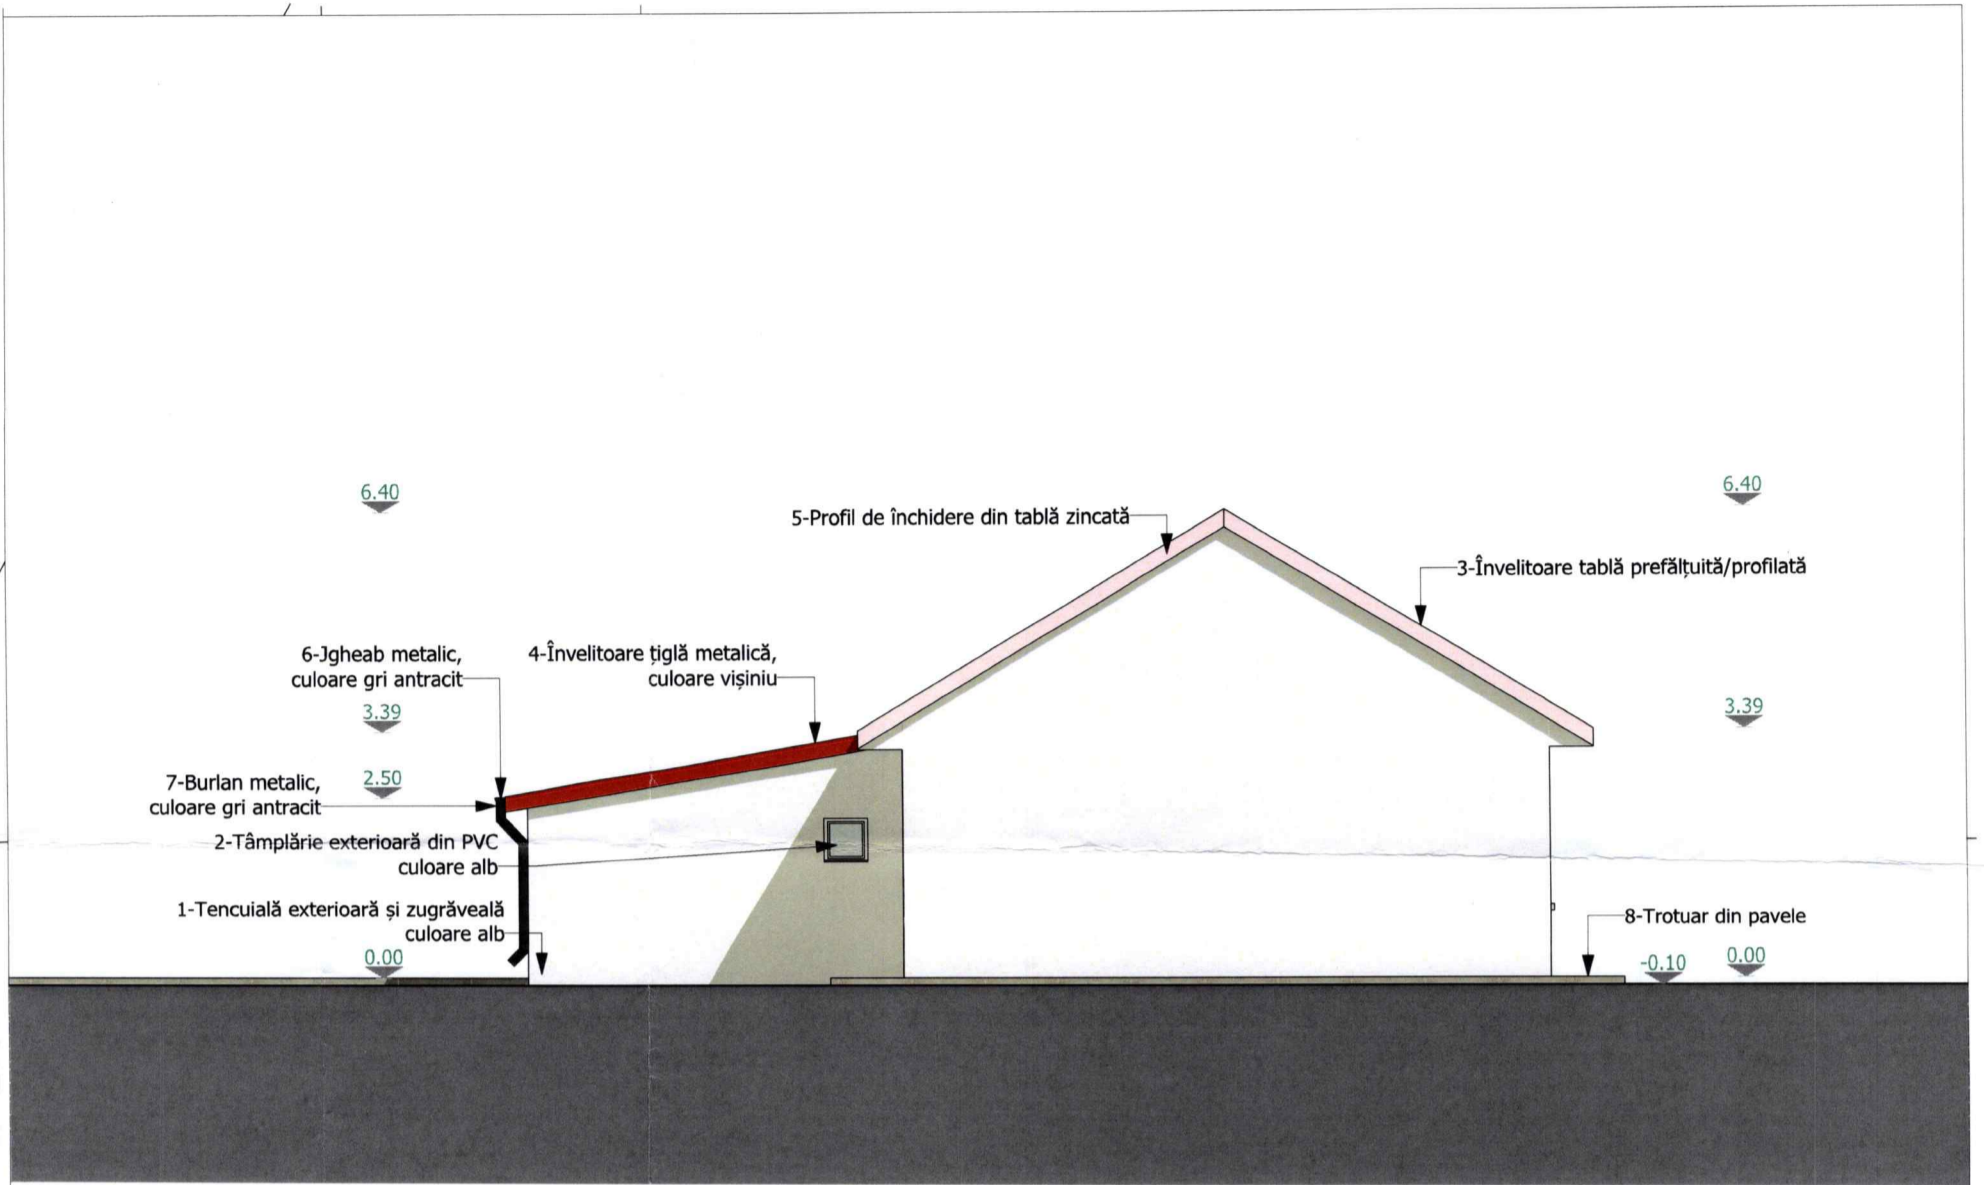 6.40
6.40
5-Profil de închidere din tablă zincată
3-Învelitoare tablă prefălțuită/profilată
6-Jgheab metalic,
culoare gri antracit
4-Învelitoare țiglă metalică,
culoare vișiniu
3.39
3.39
7-Burlan metalic,
culoare gri antracit
2.50
2-Tâmplărie exterioară din PVC
culoare alb
1-Tencuială exterioară și zugrăveală
culoare alb
8-Trotuar din pavele
0.00
-0.10
0.00